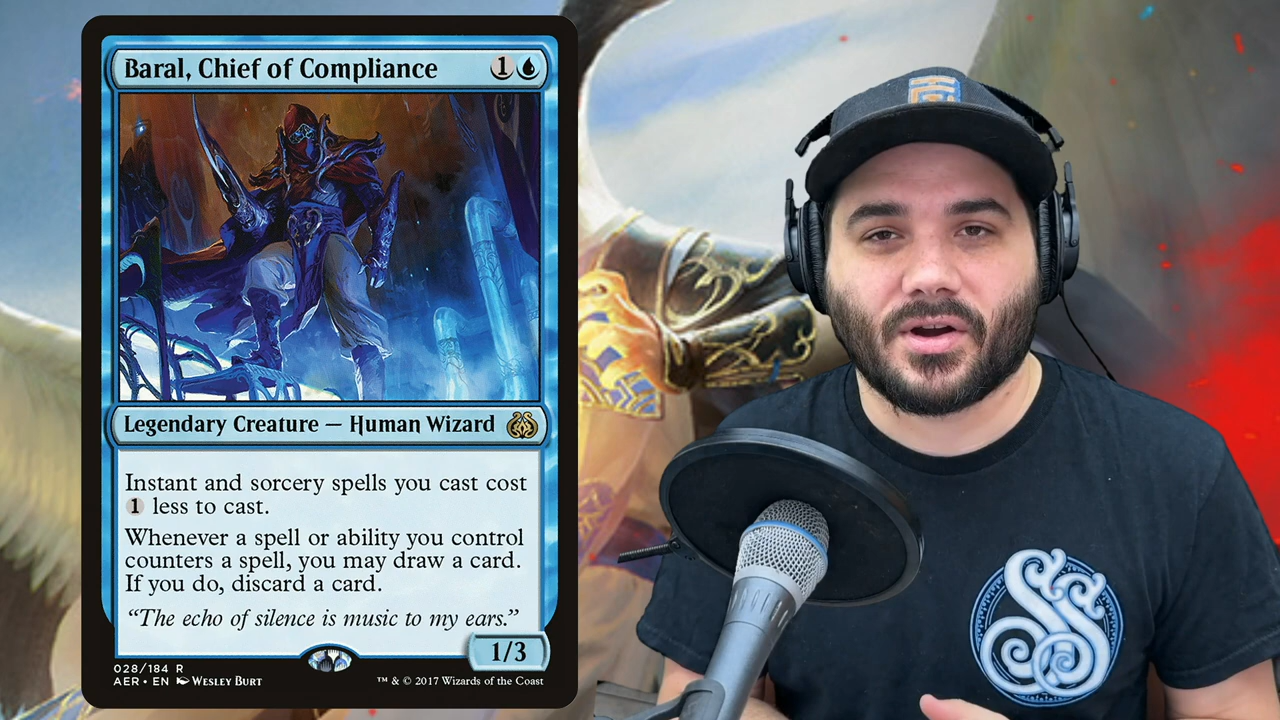 Baral, Chief of Compliance 1
Legendary Creature — Human Wizard
Instant and sorcery spells you cast cost
1 less to cast.
Whenever a spell or ability you control
counters a spell, you may draw a card.
If you do, discard a card.
“The echo of silence is music to my ears.”
1/3
028/184 R
AER • EN Wesley Burt
™ & © 2017 Wizards of the Coast